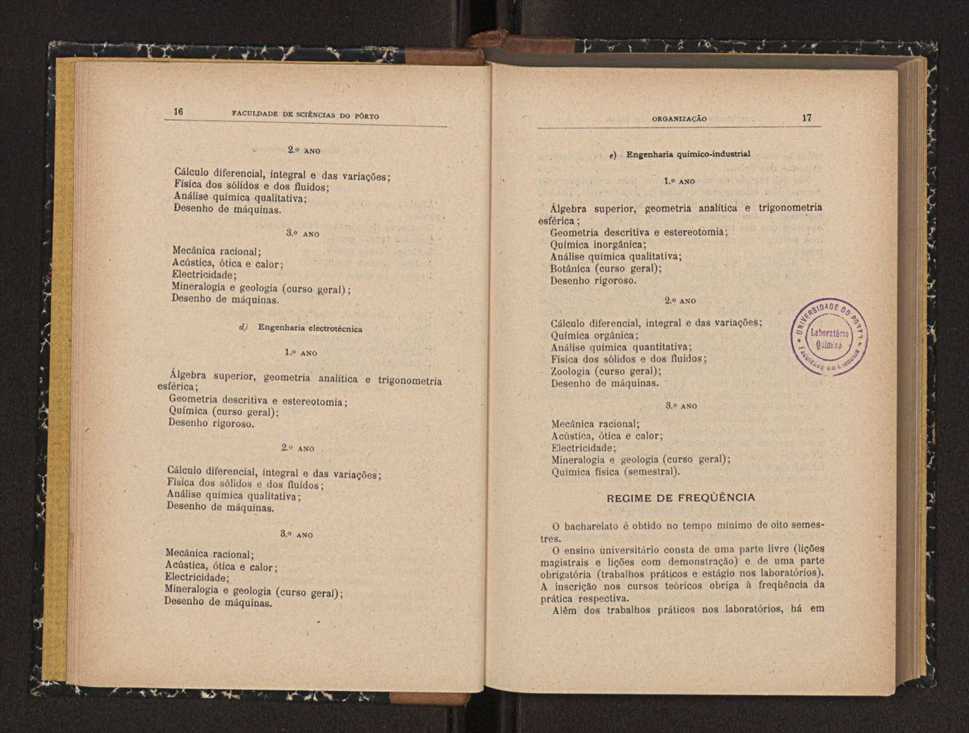 16 FACULDADE DE SCIÊNCIAS DO PÔRTO
2.º ANO
Cálculo diferencial, integral e das variações;
Física dos sólidos e dos fluidos;
Análise química qualitativa;
Desenho de máquinas.
3.º ANO
Mecânica racional;
Acústica, ótica e calor;
Electricidade;
Mineralogia e geologia (curso geral);
Desenho de máquinas.
d) Engenharia electrotécnica
1.º ANO
Álgebra superior, geometria analítica e trigonometria
esférica;
Geometria descritiva e estereotomia;
Química (curso geral);
Desenho rigoroso.
2.º ANO
Cálculo diferencial, integral e das variações;
Física dos sólidos e dos fluidos;
Análise química qualitativa;
Desenho de máquinas.
3.º ANO
Mecânica racional;
Acústica, ótica e calor;
Electricidade;
Mineralogia e geologia (curso geral);
Desenho de máquinas.
ORGANIZAÇÃO 17
e) Engenharia químico-industrial
1.º ANO
Álgebra superior, geometria analítica e trigonometria
esférica;
Geometria descritiva e estereotomia;
Química inorgânica;
Análise química qualitativa;
Botânica (curso geral);
Desenho rigoroso.
2.º ANO
Cálculo diferencial, integral e das variações;
Química orgânica;
Análise química quantitativa;
Física dos sólidos e dos fluidos;
Zoologia (curso geral);
Desenho de máquinas.
3.º ANO
Mecânica racional;
Acústica, ótica e calor;
Electricidade;
Mineralogia e geologia (curso geral);
Química física (semestral).
REGIME DE FREQÜÊNCIA
O bacharelato é obtido no tempo mínimo de oito semes-
tres.
O ensino universitário consta de uma parte livre (lições
magistrais e lições com demonstração) e de uma parte
obrigatória (trabalhos práticos e estágio nos laboratórios).
A inscrição nos cursos teóricos obriga à freqüência da
prática respectiva.
Além dos trabalhos práticos nos laboratórios, há em
UNIVERSIDADE DO PORTO
Laboratório
Químico